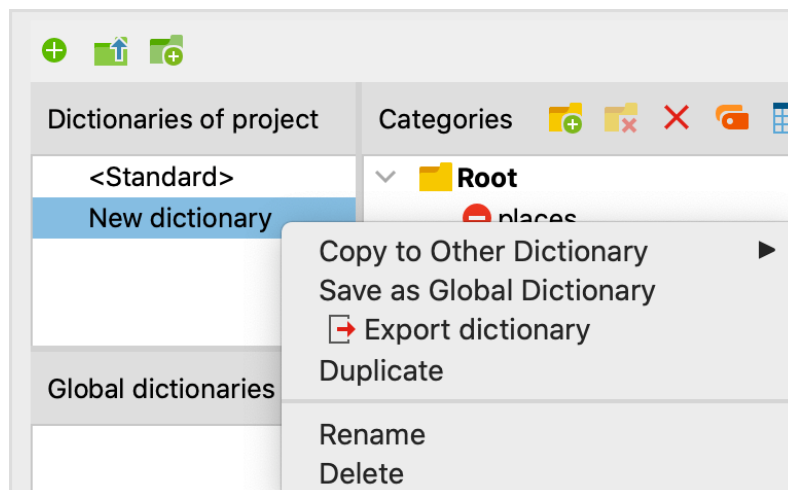 Dictionaries of project
Categories
<Standard>
Root
New dictionary
places
Copy to Other Dictionary
Save as Global Dictionary
Export dictionary
Duplicate
Global dictionaries
Rename
Delete